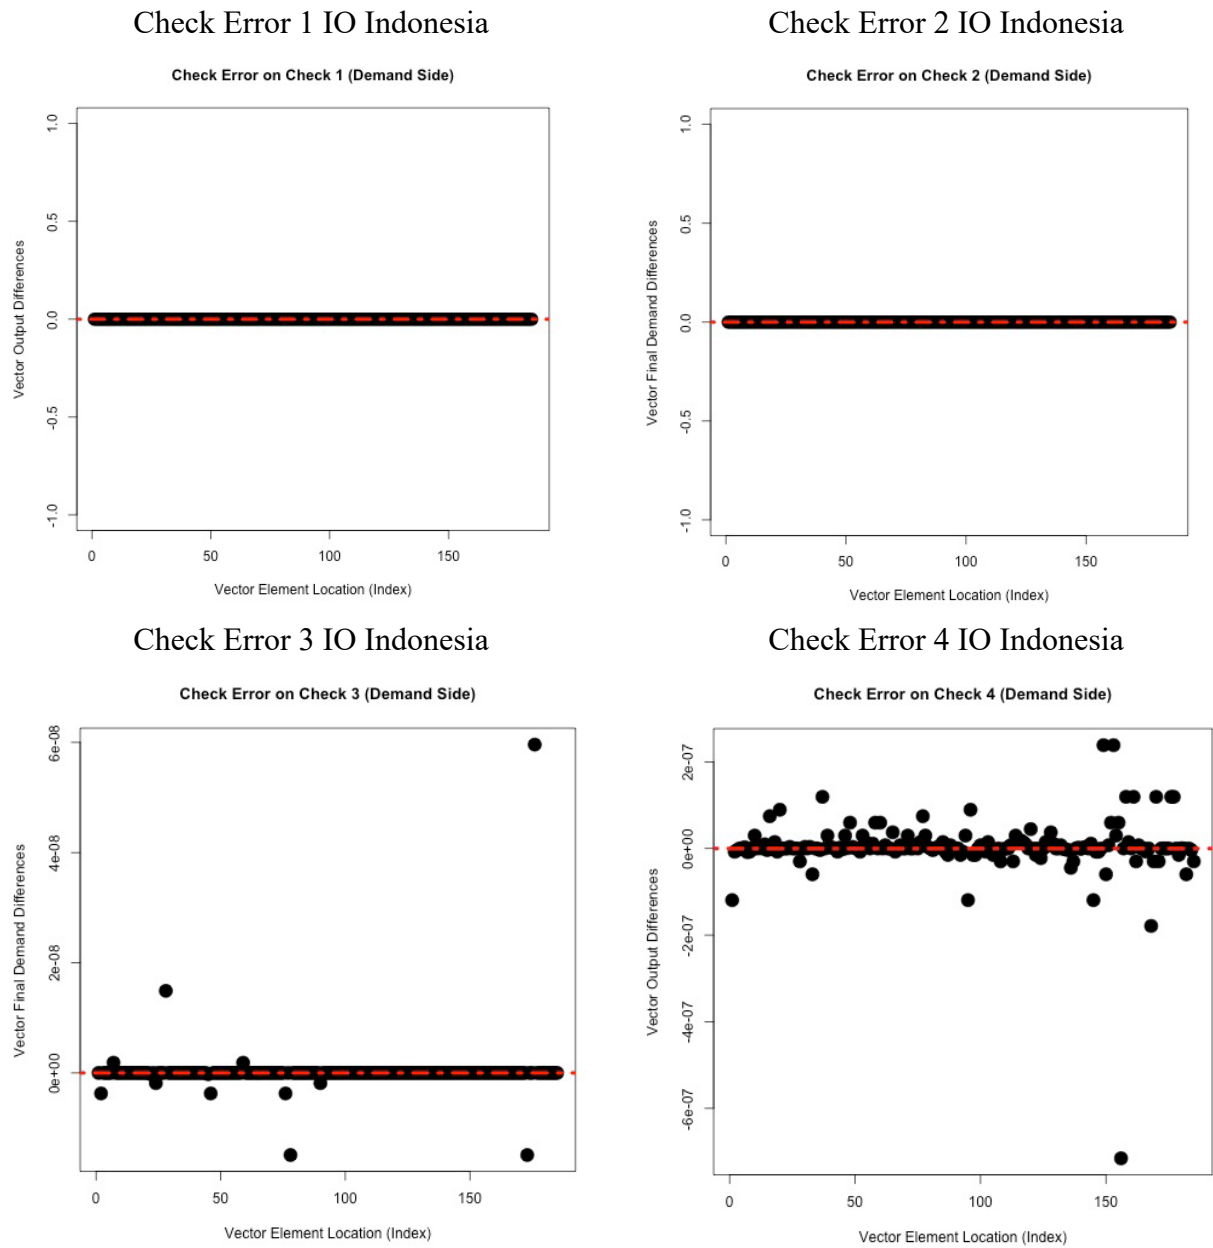 Check Error 1 IO Indonesia
Check Error on Check 1 (Demand Side)
Vector Output Differences
1.0
0.5
0.0
-0.5
-1.0
0 50 100 150
Vector Element Location (Index)
Check Error 2 IO Indonesia
Check Error on Check 2 (Demand Side)
Vector Final Demand Differences
1.0
0.5
0.0
-0.5
-1.0
0 50 100 150
Vector Element Location (Index)
Check Error 3 IO Indonesia
Check Error on Check 3 (Demand Side)
Vector Final Demand Differences
6e-08
4e-08
2e-08
0e+00
0 50 100 150
Vector Element Location (Index)
Check Error 4 IO Indonesia
Check Error on Check 4 (Demand Side)
Vector Output Differences
2e-07
0e+00
-2e-07
-4e-07
-6e-07
0 50 100 150
Vector Element Location (Index)